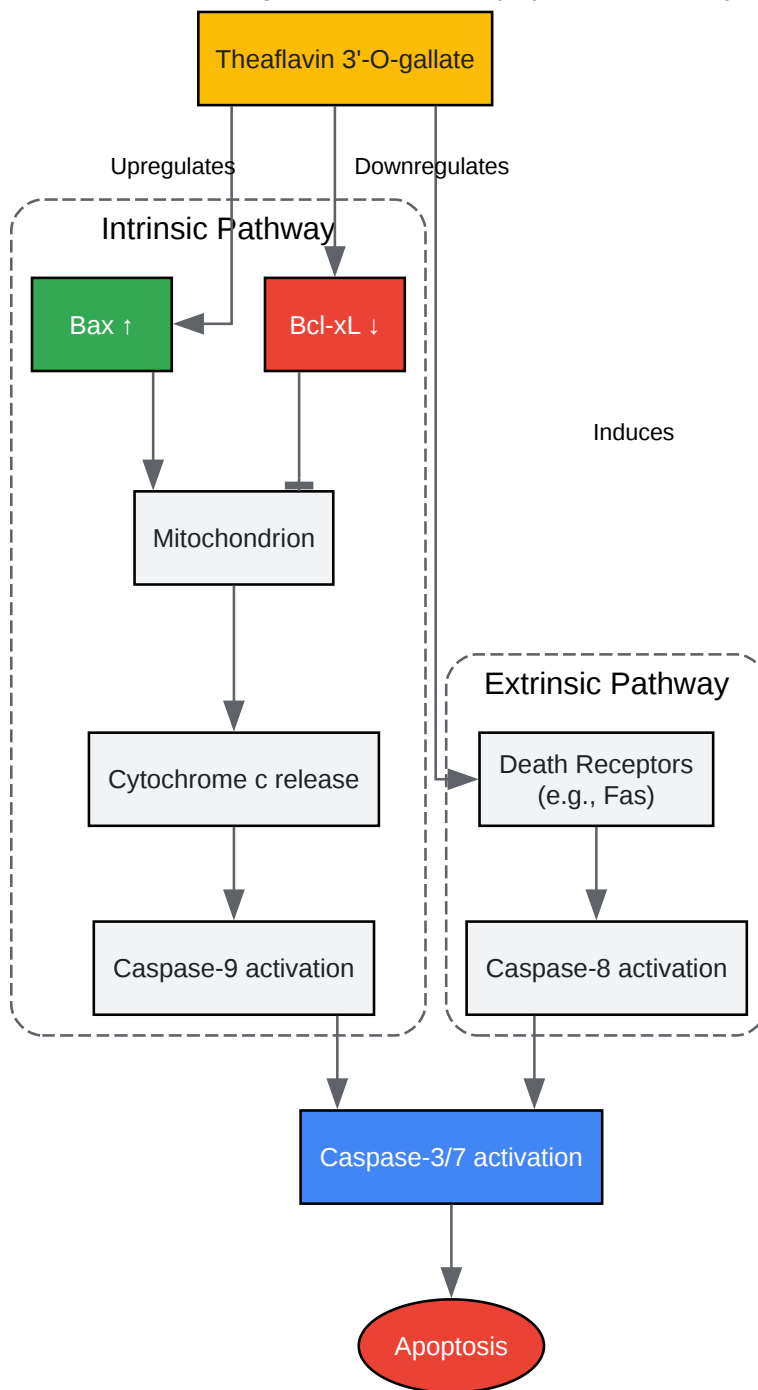 Theaflavin 3'-O-gallate
Upregulates
Downregulates
Intrinsic Pathway
Bax ↑
Bcl-xL ↓
Induces
Mitochondrion
Extrinsic Pathway
Cytochrome c release
Death Receptors
(e.g., Fas)
Caspase-9 activation
Caspase-8 activation
Caspase-3/7 activation
Apoptosis